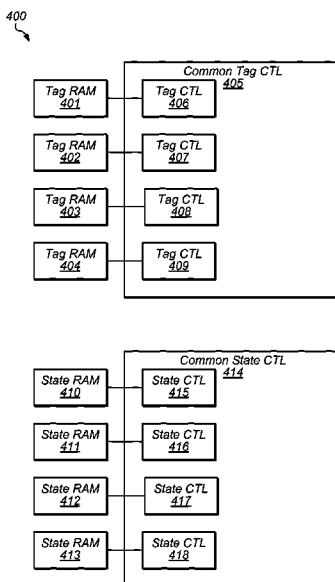 400
Common Tag CTL
405
Tag RAM
401
Tag CTL
406
Tag RAM
402
Tag CTL
407
Tag RAM
403
Tag CTL
408
Tag RAM
404
Tag CTL
409
Common State CTL
414
State RAM
410
State CTL
415
State RAM
411
State CTL
416
State RAM
412
State CTL
417
State RAM
413
State CTL
418